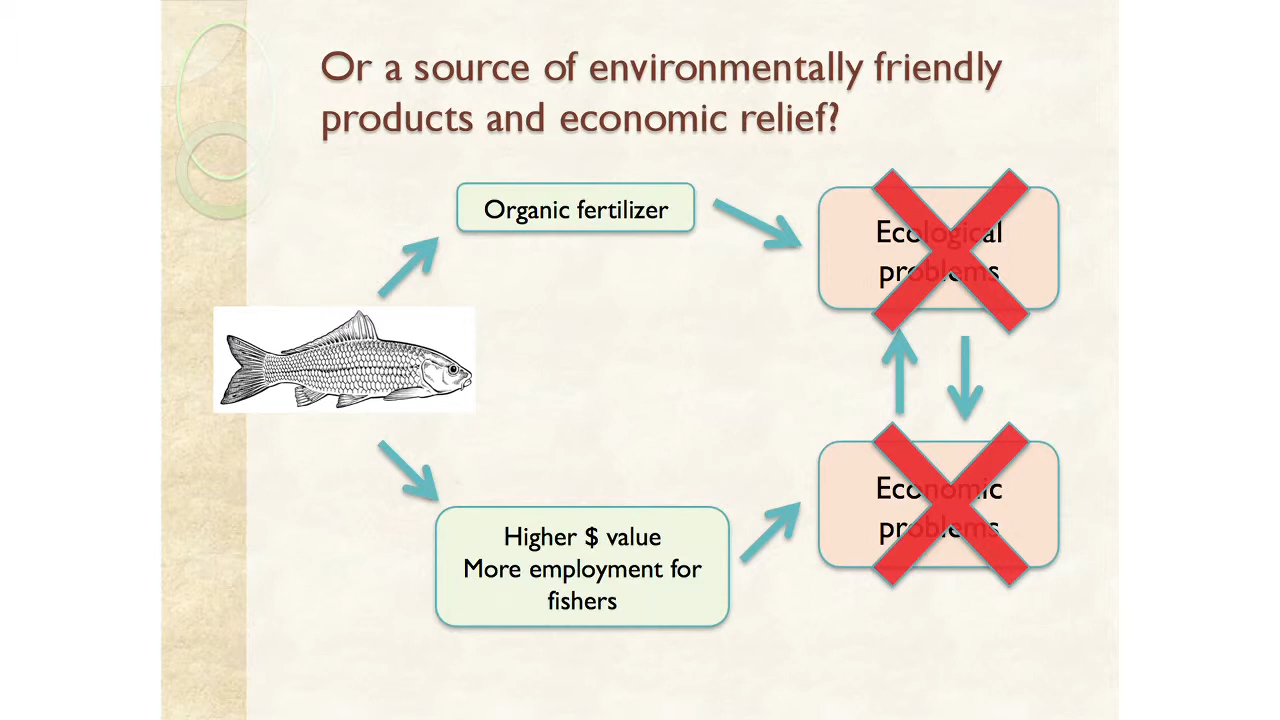 Or a source of environmentally friendly
products and economic relief?
Organic fertilizer
Ecological
problems
Higher $ value
More employment for
fishers
Economic
problems